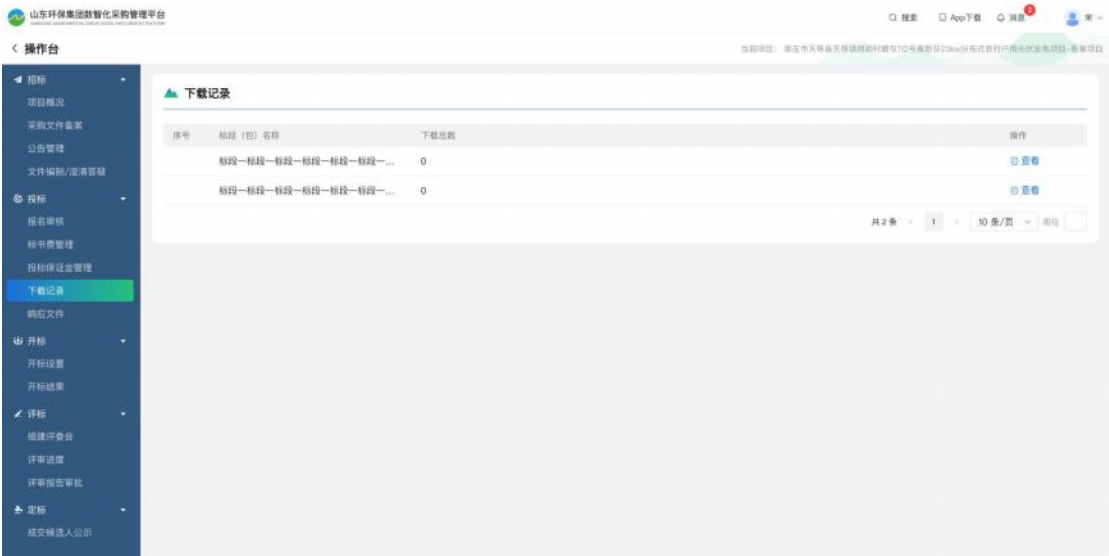 山东环保集团数智化采购管理平台
搜索 App下载 消息 2 宋
操作台
当前项目:
招标
项目概况
采购文件备案
公告管理
文件编制/澄清答疑
投标
报名审核
标书费管理
投标保证金管理
下载记录
响应文件
开标
开标设置
开标结果
评标
组建评委会
评审进度
评审报告审批
定标
成交候选人公示
下载记录
序号 标段（包）名称 下载总数 操作
标段一标段一标段一标段一标段一标段一... 0 查看
标段一标段一标段一标段一标段一标段一... 0 查看
共 2 条 1 10 条/页 前往